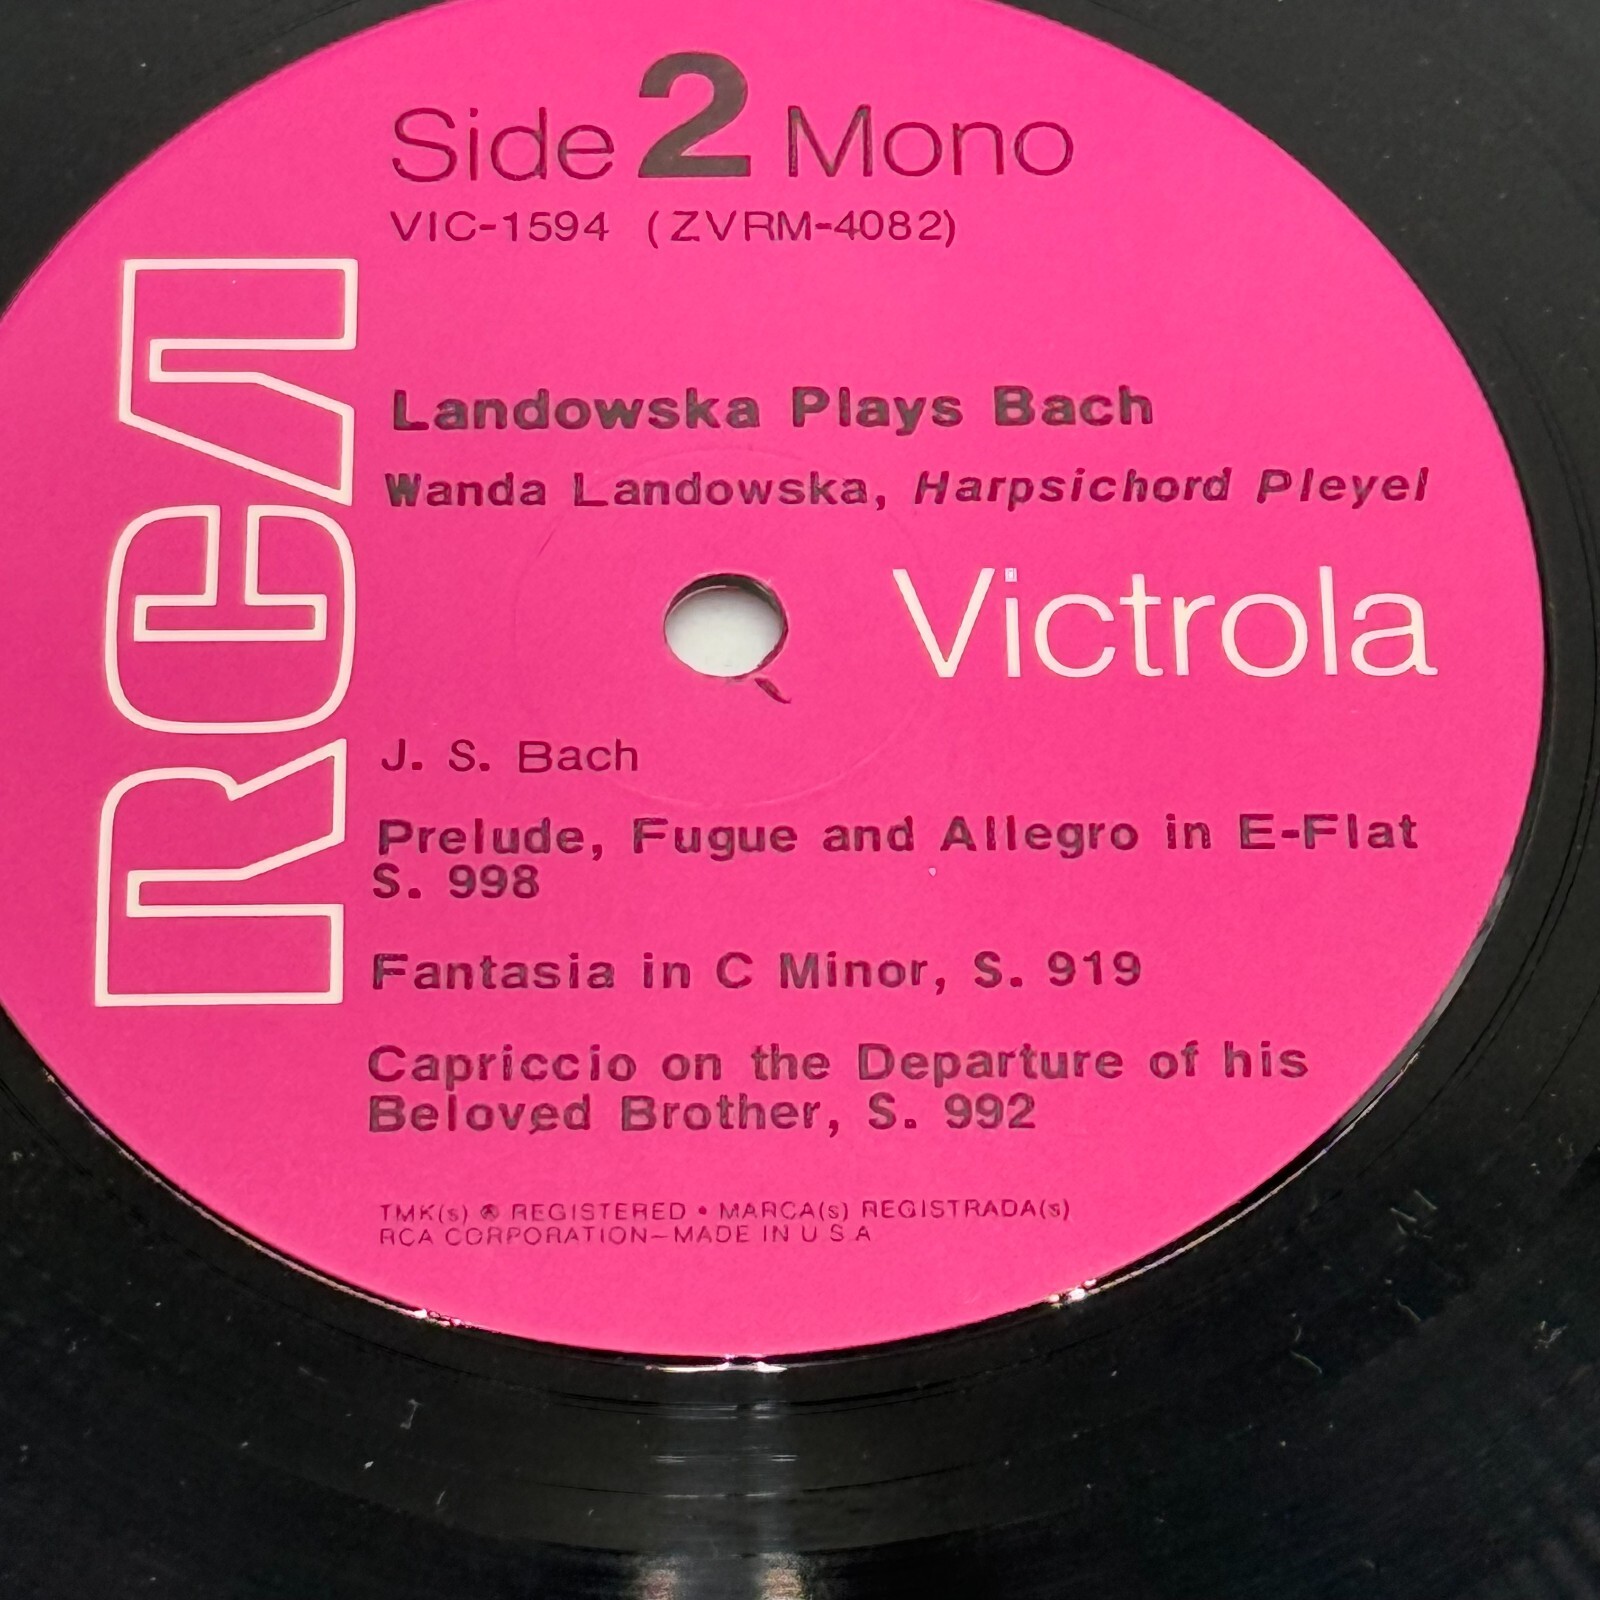 Side 2 Mono
VIC-1594 (ZVRM-4082)
RCA
Landowska Plays Bach
Wanda Landowska, Harpsichord Pleyel
Victrola
J. S. Bach
Prelude, Fugue and Allegro in E-Flat
S. 998
Fantasia in C Minor, S. 919
Capriccio on the Departure of his
Beloved Brother, S. 992
TMK(s) ® REGISTERED • MARCA(s) REGISTRADA(s)
RCA CORPORATION—MADE IN U S A